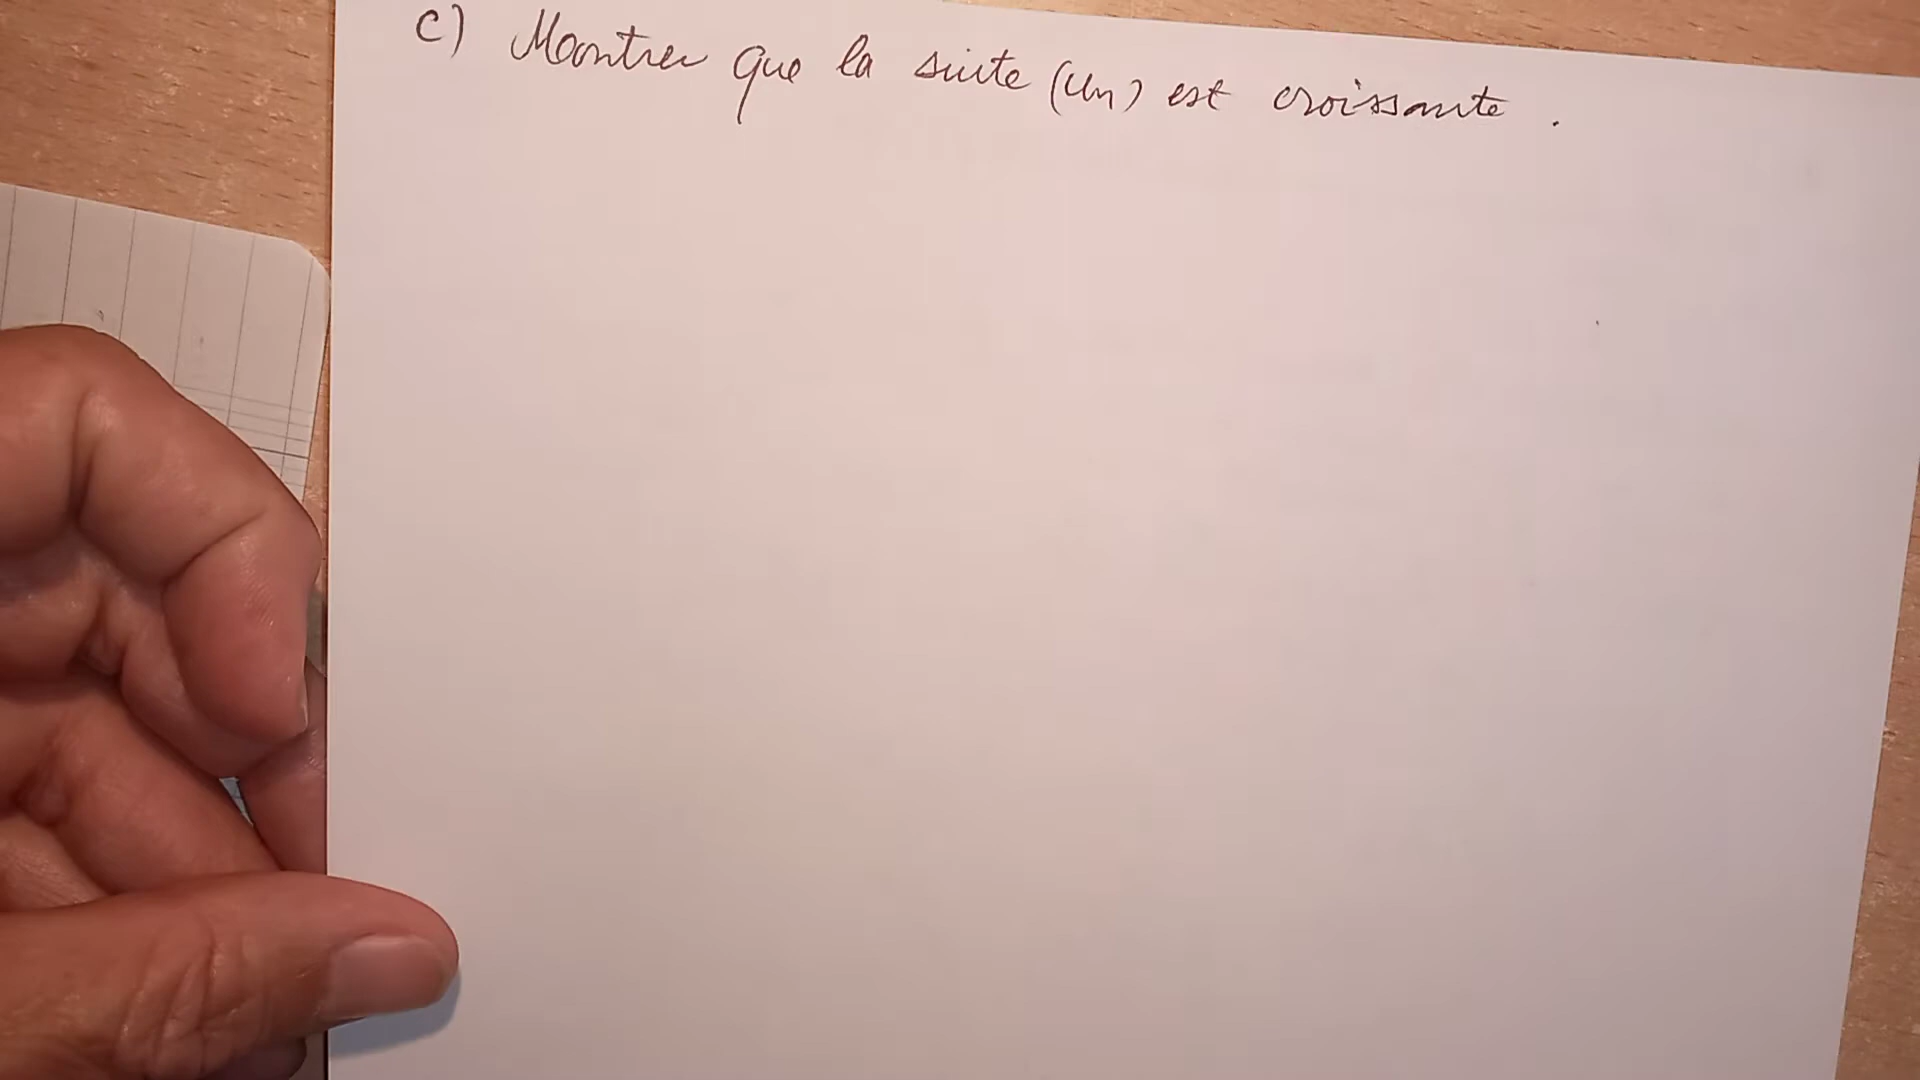 c) Montrer que la suite (Un) est croissante .